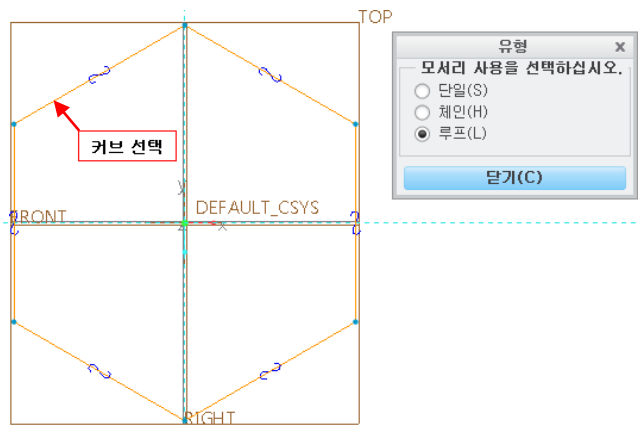 TOP
유형
x
모서리 사용을 선택하십시오.
단일(S)
체인(H)
루프(L)
닫기(C)
커브 선택
y
DEFAULT_CSYS
RONT
x
z
RIGHT